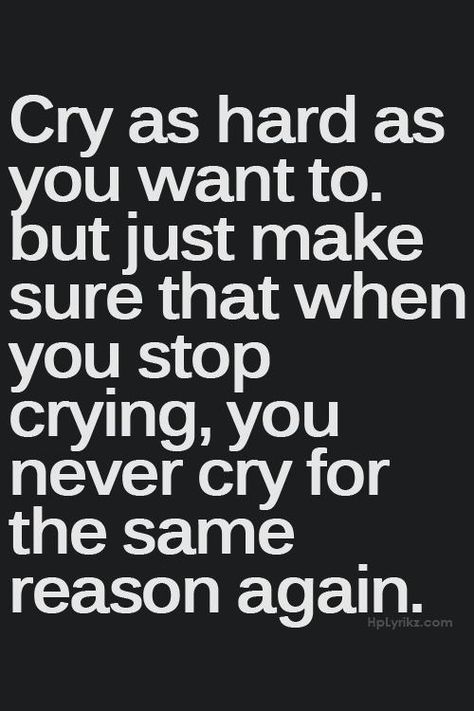 Cry as hard as
you want to.
but just make
sure that when
you stop
crying, you
never cry for
the same
reason again.
HpLyrikz.com